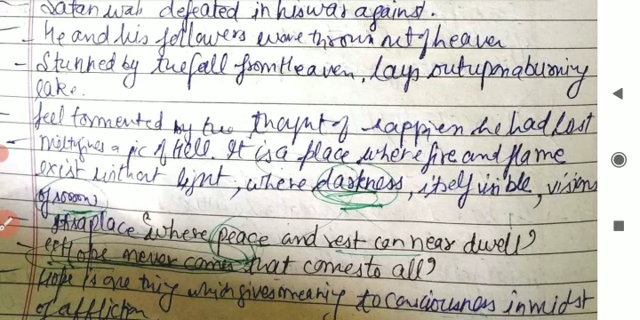 Satan was defeated in his war against.
- He and his followers were thrown out of heaven
- Stunned by the fall from Heaven, lays out upon a burning
lake.
- feel tormented by the thought of happien he had lost
- a pic of Hell. It is a place where fire and flame
exist without light, where darkness, itself visible, visions
of
- It is a place "where peace and rest can near dwell"
- "Hope never comes that comes to all"
- Hope is one thing which gives meaning to consciousness in midst
of affliction